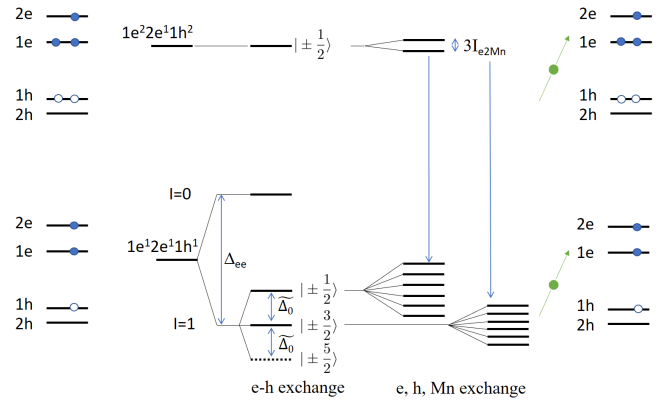 2e
1e
1h
2h
1e²2e¹1h²
|±1/2⟩
3I_e2Mn
2e
1e
1h
2h
I=0
2e
1e
1h
2h
1e¹2e¹1h¹
Δ_ee
I=1
|±1/2⟩
Δ̃₀
|±3/2⟩
Δ̃₀
|±5/2⟩
2e
1e
1h
2h
e-h exchange
e, h, Mn exchange